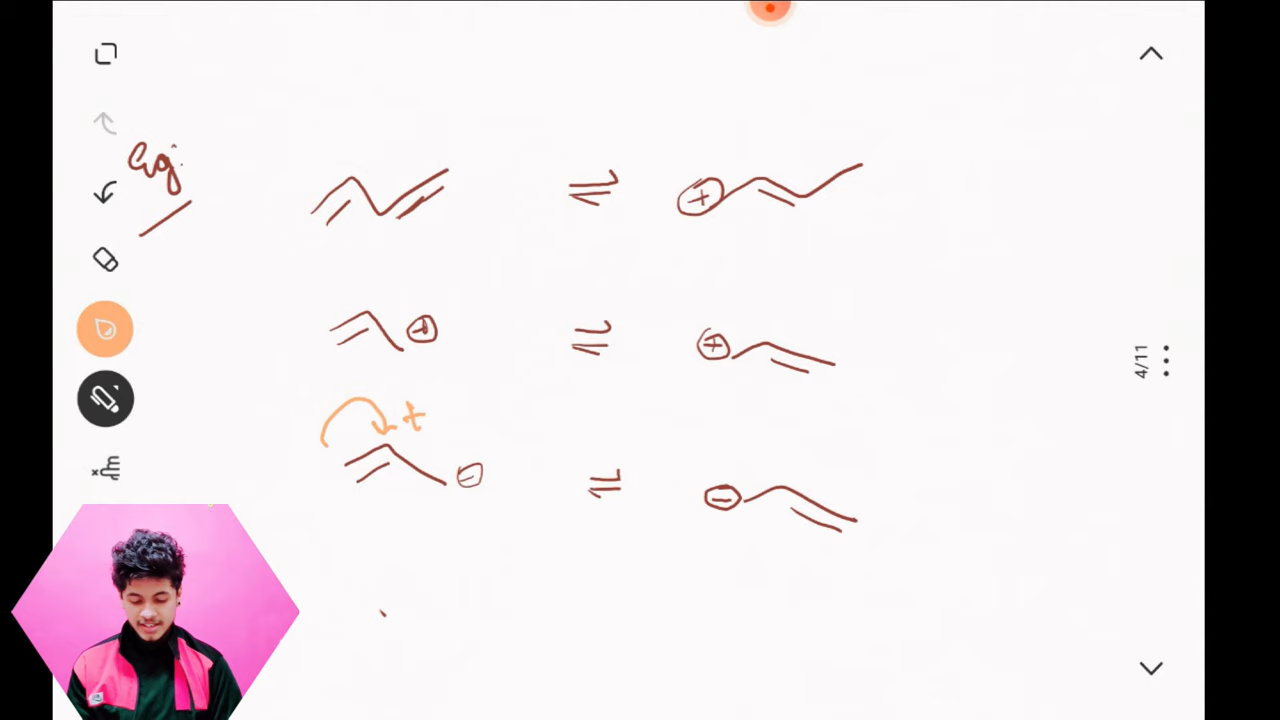 Eg:
⇌ +
+ ⇌ +
+
- ⇌ -
4/11